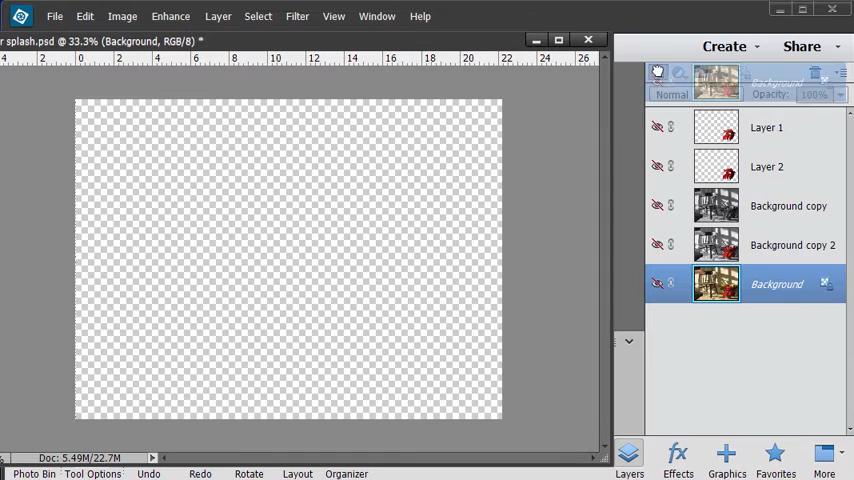 File Edit Image Enhance Layer Select Filter View Window Help
r splash.psd @ 33.3% (Background, RGB/8) *
Create Share
4 2 0 2 4 6 8 10 12 14 16 18 20 22 24 26
Background
Normal Opacity: 100%
Layer 1
Layer 2
Background copy
Background copy 2
Background
% Doc: 5.49M/22.7M
Layers Effects Graphics Favorites More
Photo Bin Tool Options Undo Redo Rotate Layout Organizer